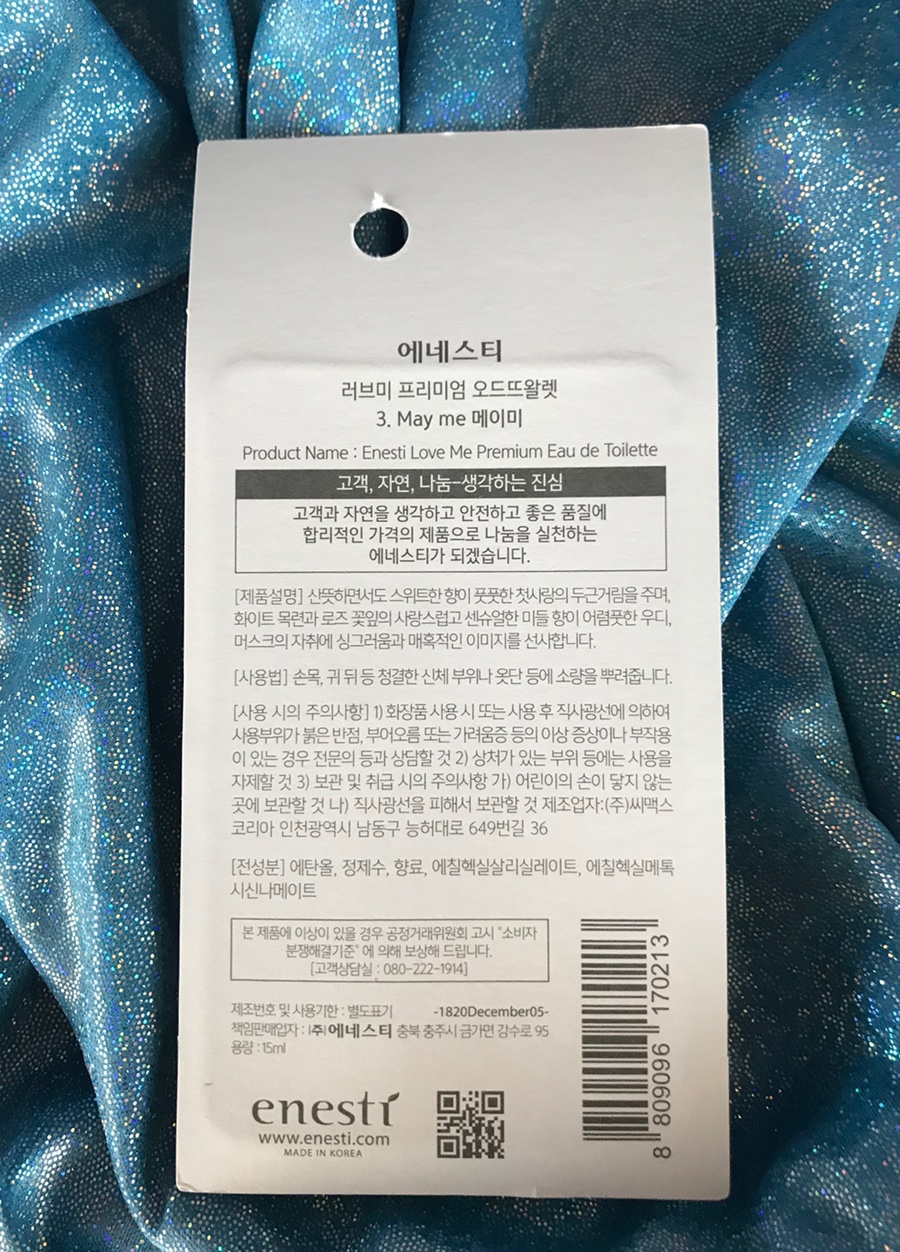 에네스티
러브미 프리미엄 오드뜨왈렛
3. May me 메이미
Product Name : Enesti Love Me Premium Eau de Toilette
고객, 자연, 나눔-생각하는 진심
고객과 자연을 생각하고 안전하고 좋은 품질에
합리적인 가격의 제품으로 나눔을 실천하는
에네스티가 되겠습니다.
[제품설명] 산뜻하면서도 스위트한 향이 풋풋한 첫사랑의 두근거림을 주며,
화이트 목련과 로즈 꽃잎의 사랑스럽고 센슈얼한 미들 향이 어렴풋한 우디,
머스크의 자취에 싱그러움과 매혹적인 이미지를 선사합니다.
[사용법] 손목, 귀 뒤 등 청결한 신체 부위나 옷단 등에 소량을 뿌려줍니다.
[사용 시의 주의사항] 1) 화장품 사용 시 또는 사용 후 직사광선에 의하여
사용부위가 붉은 반점, 부어오름 또는 가려움증 등의 이상 증상이나 부작용
이 있는 경우 전문의 등과 상담할 것 2) 상처가 있는 부위 등에는 사용을
자제할 것 3) 보관 및 취급 시의 주의사항 가) 어린이의 손이 닿지 않는
곳에 보관할 것 나) 직사광선을 피해서 보관할 것 제조업자:(주)씨맥스
코리아 인천광역시 남동구 능허대로 649번길 36
[전성분] 에탄올, 정제수, 향료, 에칠헥실살리실레이트, 에칠헥실메톡
시신나메이트
본 제품에 이상이 있을 경우 공정거래위원회 고시 "소비자
분쟁해결기준" 에 의해 보상해 드립니다.
[고객상담실 : 080-222-1914]
제조번호 및 사용기한 : 별도표기 -1820December05-
책임판매업자 : (주)에네스티 충북 충주시 금가면 강수로 95
용량 : 15ml
8 809096 170213
enesti
www.enesti.com
MADE IN KOREA